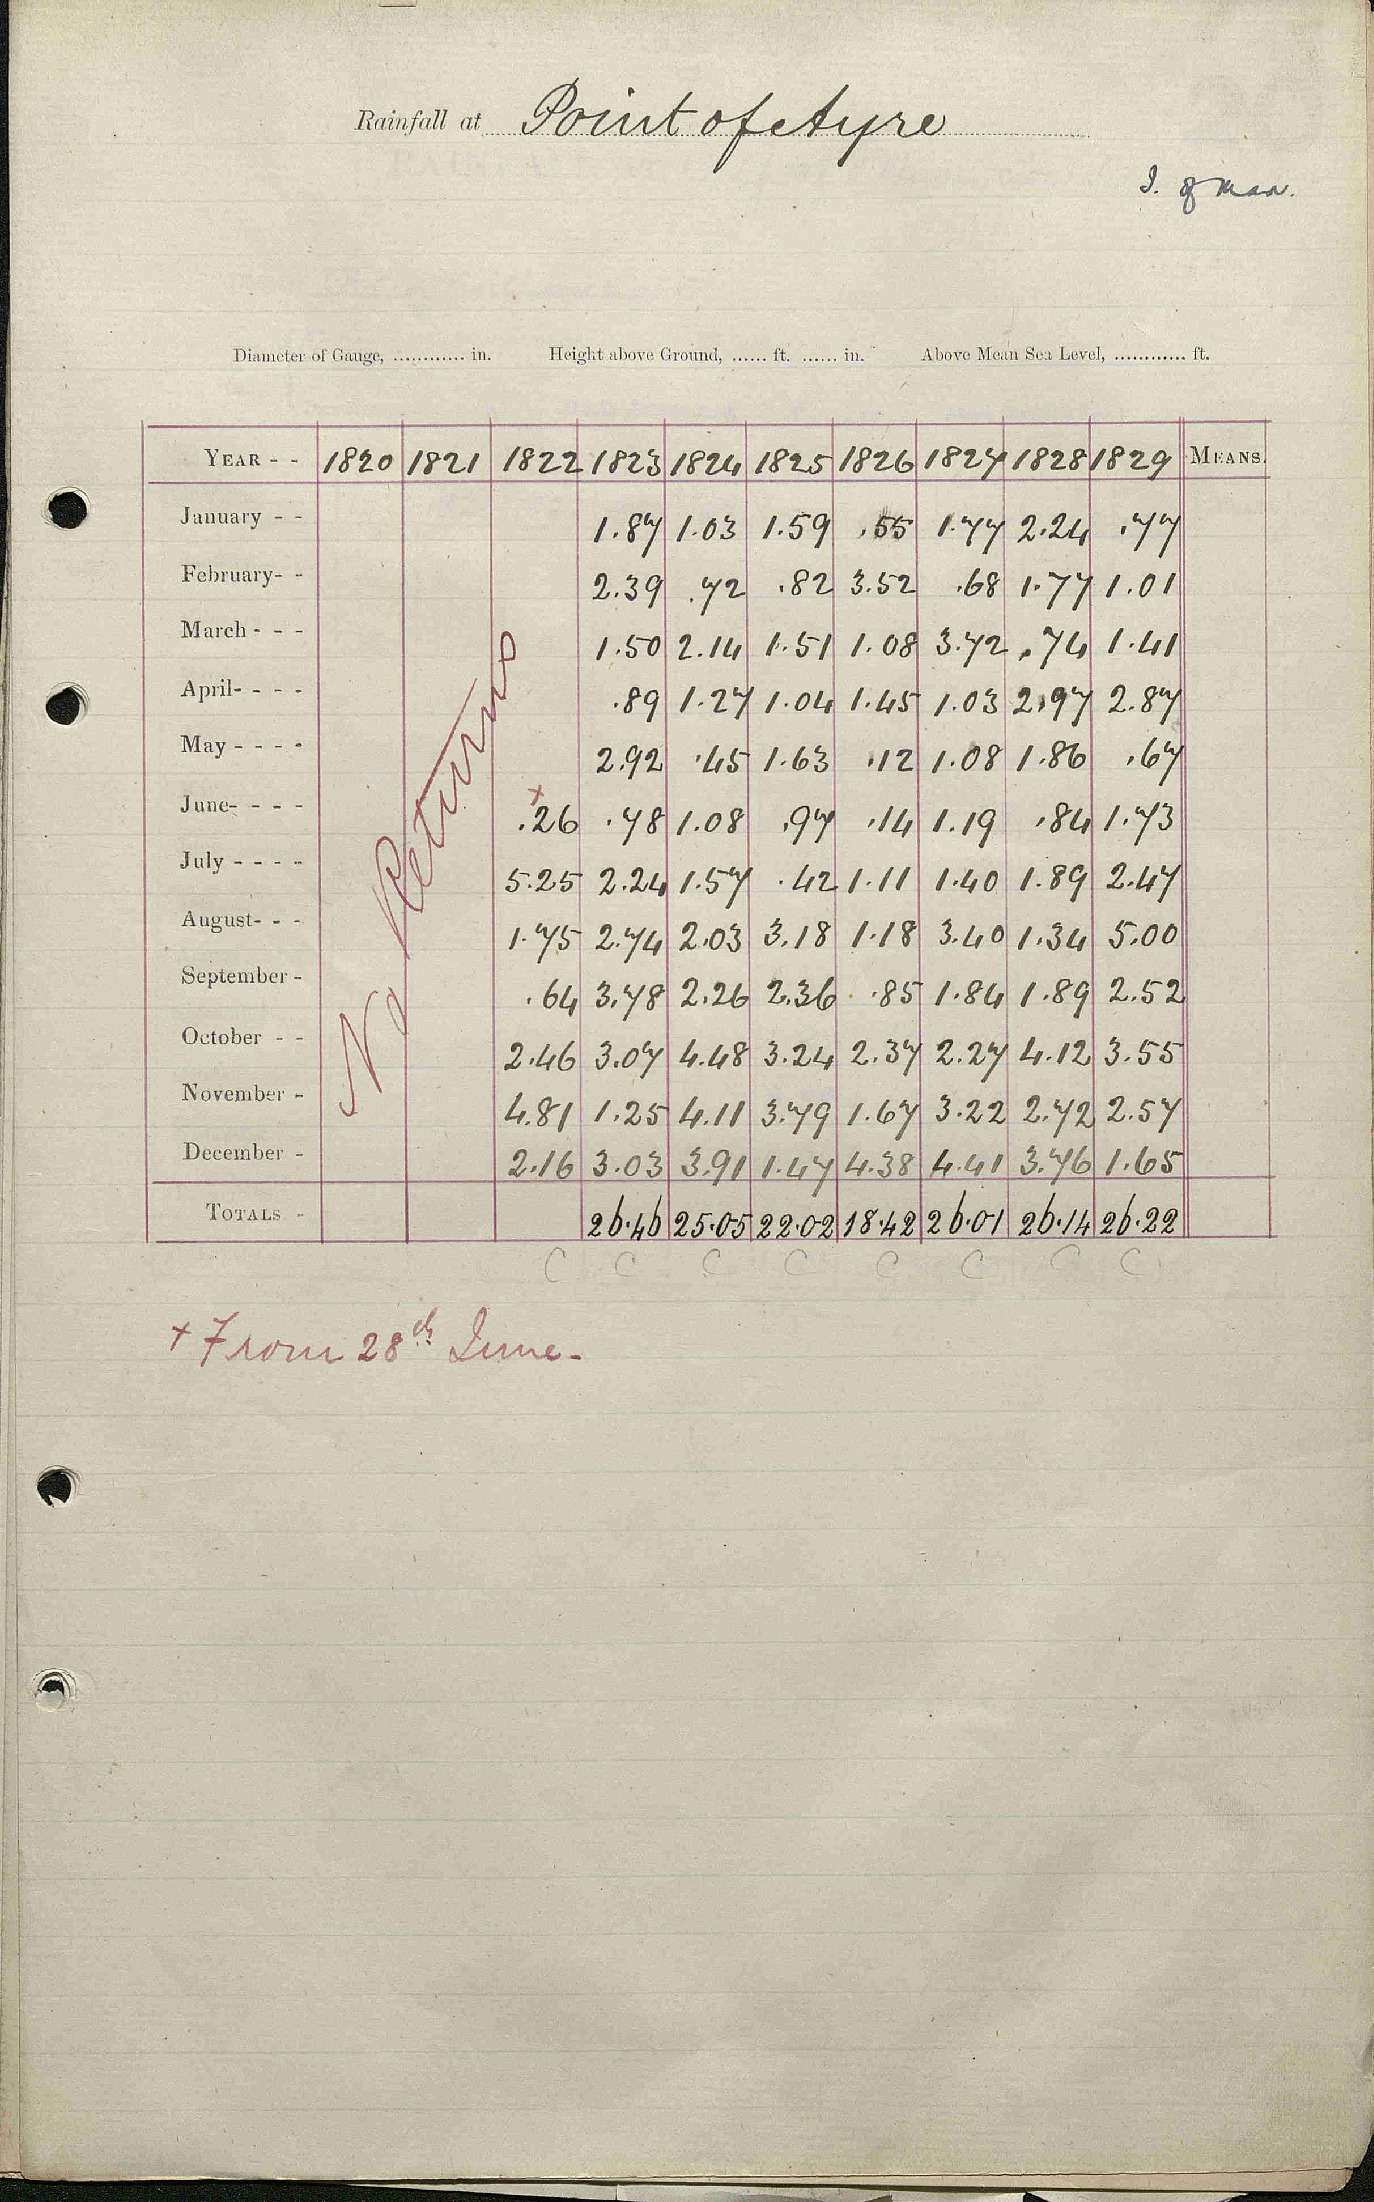 Rainfall at Point of Ayre
I. of Man.
Diameter of Gauge, ............ in. Height above Ground, ...... ft. ...... in. Above Mean Sea Level, ............ ft.
YEAR - - 1820 1821 1822 1823 1824 1825 1826 1827 1828 1829 MEANS.
January - - 1.87 1.03 1.59 .55 1.77 2.24 .77
February- - 2.39 .72 .82 3.52 .68 1.77 1.01
March - - - 1.50 2.14 1.51 1.08 3.72 .74 1.41
April- - - - .89 1.27 1.04 1.45 1.03 2.97 2.87
May - - - - 2.92 .45 1.63 .12 1.08 1.86 .67
June- - - - +.26 .78 1.08 .97 .14 1.19 .84 1.73
July - - - - 5.25 2.24 1.57 .42 1.11 1.40 1.89 2.47
August- - - 1.75 2.74 2.03 3.18 1.18 3.40 1.34 5.00
September - .64 3.78 2.26 2.36 .85 1.84 1.89 2.52
October - - 2.46 3.07 4.48 3.24 2.37 2.27 4.12 3.55
November - 4.81 1.25 4.11 3.79 1.67 3.22 2.72 2.57
December - 2.16 3.03 3.91 1.47 4.38 4.41 3.76 1.65
TOTALS - 26.46 25.05 22.02 18.42 26.01 26.14 26.22
C C C C C C C C
No Returns
+ From 28th June.